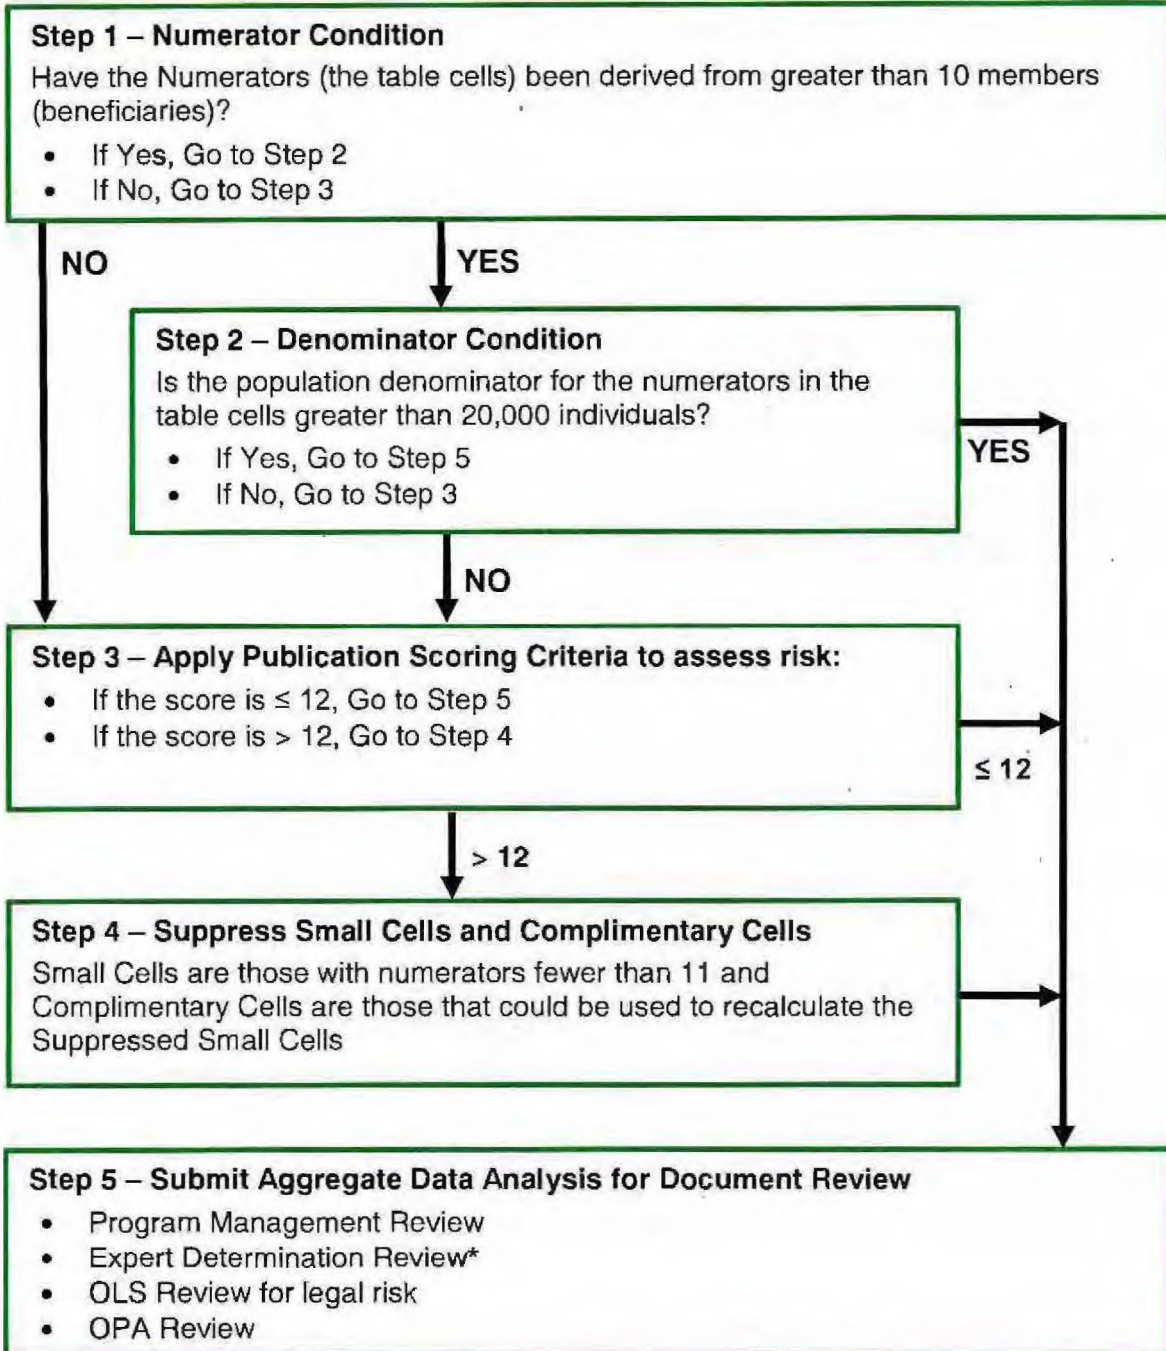 Step 1 – Numerator Condition
Have the Numerators (the table cells) been derived from greater than 10 members
(beneficiaries)?
• If Yes, Go to Step 2
• If No, Go to Step 3
NO
YES
Step 2 – Denominator Condition
Is the population denominator for the numerators in the
table cells greater than 20,000 individuals?
• If Yes, Go to Step 5
• If No, Go to Step 3
YES
NO
Step 3 – Apply Publication Scoring Criteria to assess risk:
• If the score is ≤ 12, Go to Step 5
• If the score is > 12, Go to Step 4
≤ 12
> 12
Step 4 – Suppress Small Cells and Complimentary Cells
Small Cells are those with numerators fewer than 11 and
Complimentary Cells are those that could be used to recalculate the
Suppressed Small Cells
Step 5 – Submit Aggregate Data Analysis for Document Review
• Program Management Review
• Expert Determination Review*
• OLS Review for legal risk
• OPA Review